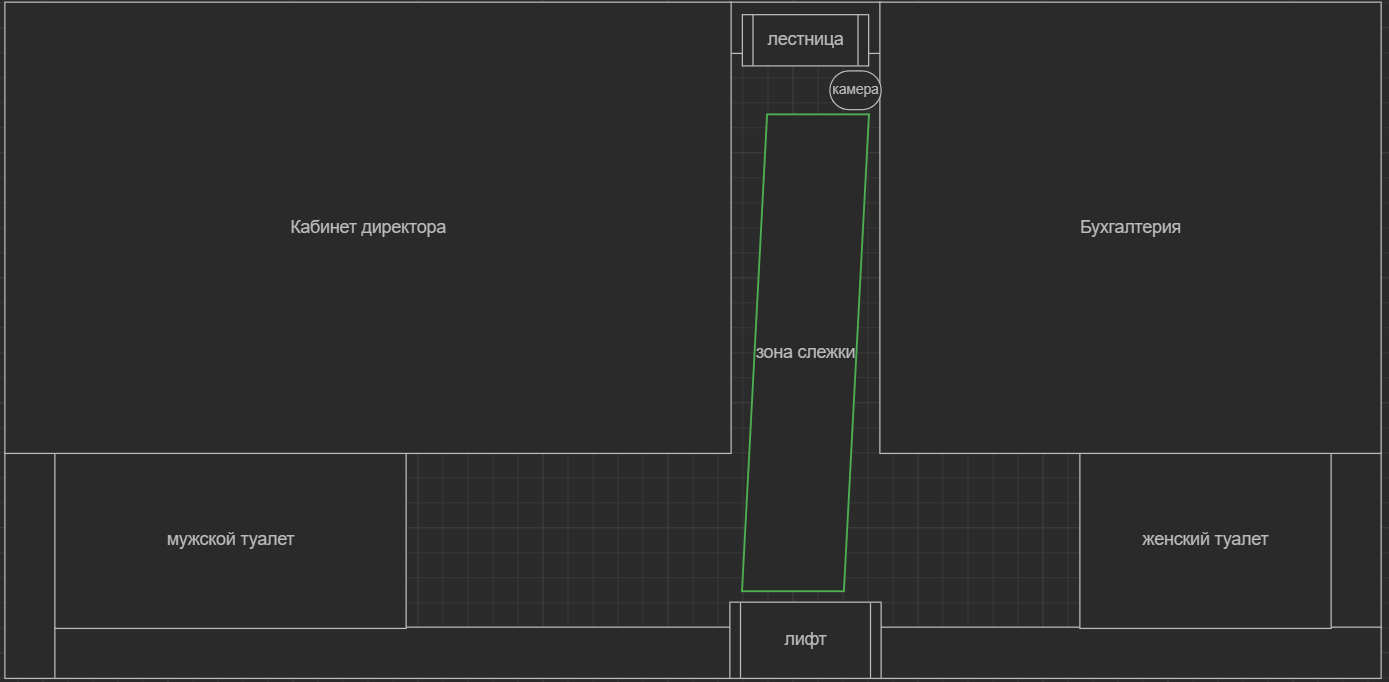 лестница
камера
Кабинет директора
Бухгалтерия
зона слежки
мужской туалет
женский туалет
лифт